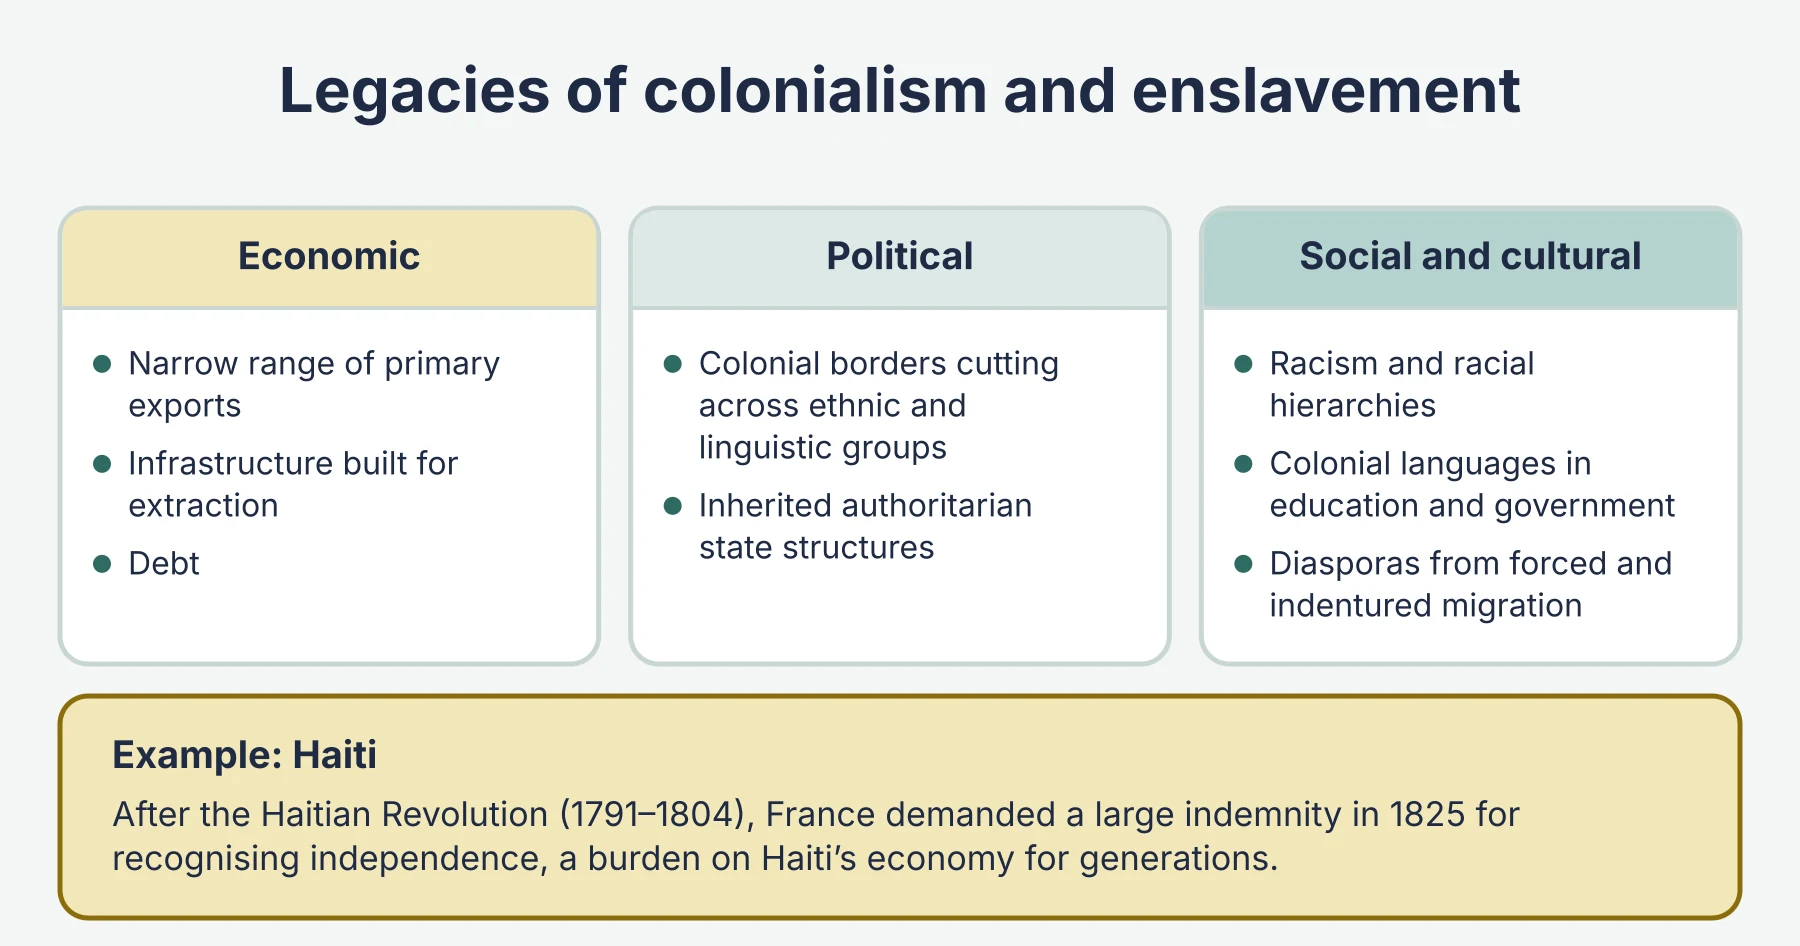 Legacies of colonialism and enslavement
Economic
Narrow range of primary
exports
Infrastructure built for
extraction
Debt
Political
Colonial borders cutting
across ethnic and
linguistic groups
Inherited authoritarian
state structures
Social and cultural
Racism and racial
hierarchies
Colonial languages in
education and government
Diasporas from forced and
indentured migration
Example: Haiti
After the Haitian Revolution (1791–1804), France demanded a large indemnity in 1825 for
recognising independence, a burden on Haiti’s economy for generations.